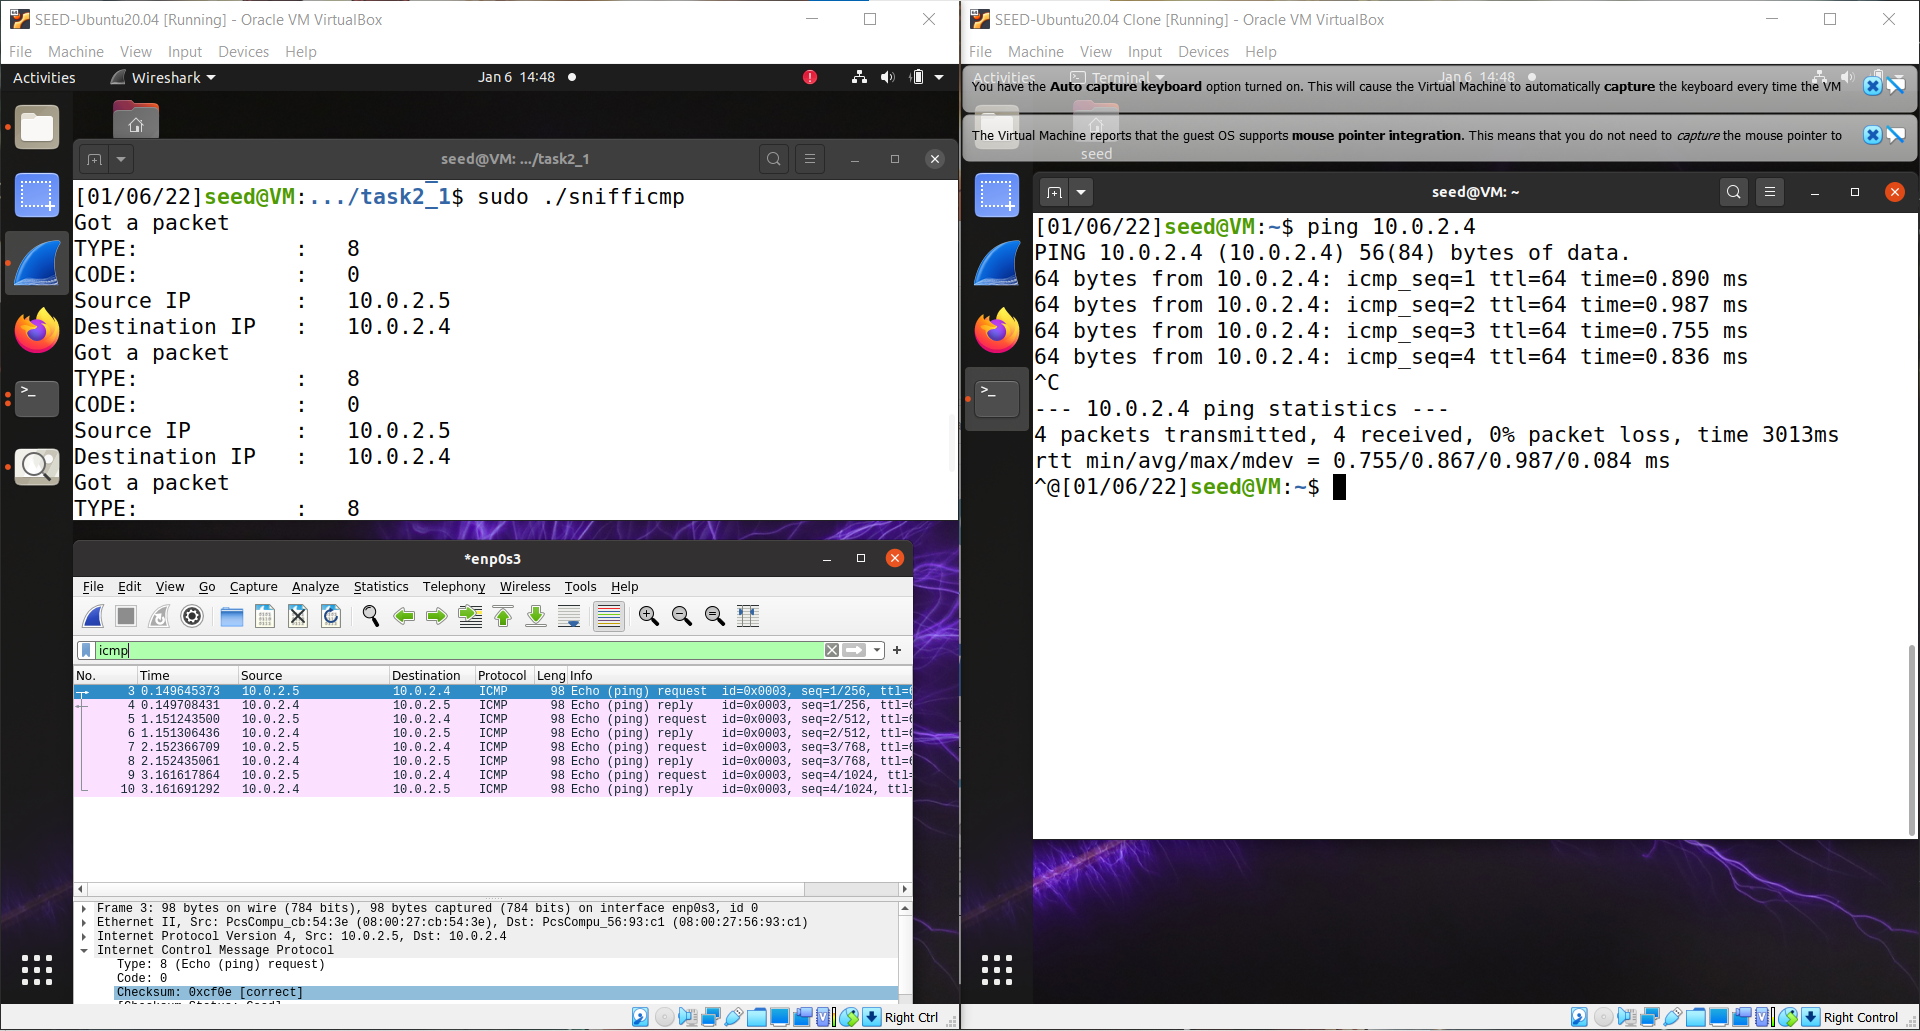 SEED-Ubuntu20.04 [Running] - Oracle VM VirtualBox
File Machine View Input Devices Help
Activities Wireshark Jan 6 14:48
seed@VM: .../task2_1
[01/06/22]seed@VM:.../task2_1$ sudo ./snifficmp
Got a packet
TYPE: : 8
CODE: : 0
Source IP : 10.0.2.5
Destination IP : 10.0.2.4
Got a packet
TYPE: : 8
CODE: : 0
Source IP : 10.0.2.5
Destination IP : 10.0.2.4
Got a packet
TYPE: : 8
*enp0s3
File Edit View Go Capture Analyze Statistics Telephony Wireless Tools Help
icmp
No. Time Source Destination Protocol Leng Info
3 0.149645373 10.0.2.5 10.0.2.4 ICMP 98 Echo (ping) request id=0x0003, seq=1/256, ttl=6
4 0.149708431 10.0.2.4 10.0.2.5 ICMP 98 Echo (ping) reply id=0x0003, seq=1/256, ttl=6
5 1.151243500 10.0.2.5 10.0.2.4 ICMP 98 Echo (ping) request id=0x0003, seq=2/512, ttl=6
6 1.151306436 10.0.2.4 10.0.2.5 ICMP 98 Echo (ping) reply id=0x0003, seq=2/512, ttl=6
7 2.152366709 10.0.2.5 10.0.2.4 ICMP 98 Echo (ping) request id=0x0003, seq=3/768, ttl=6
8 2.152435061 10.0.2.4 10.0.2.5 ICMP 98 Echo (ping) reply id=0x0003, seq=3/768, ttl=6
9 3.161617864 10.0.2.5 10.0.2.4 ICMP 98 Echo (ping) request id=0x0003, seq=4/1024, ttl=
10 3.161691292 10.0.2.4 10.0.2.5 ICMP 98 Echo (ping) reply id=0x0003, seq=4/1024, ttl=
Frame 3: 98 bytes on wire (784 bits), 98 bytes captured (784 bits) on interface enp0s3, id 0
Ethernet II, Src: PcsCompu_cb:54:3e (08:00:27:cb:54:3e), Dst: PcsCompu_56:93:c1 (08:00:27:56:93:c1)
Internet Protocol Version 4, Src: 10.0.2.5, Dst: 10.0.2.4
Internet Control Message Protocol
Type: 8 (Echo (ping) request)
Code: 0
Checksum: 0xcf0e [correct]
Right Ctrl
SEED-Ubuntu20.04 Clone [Running] - Oracle VM VirtualBox
File Machine View Input Devices Help
Activities Terminal Jan 6 14:48
You have the Auto capture keyboard option turned on. This will cause the Virtual Machine to automatically capture the keyboard every time the VM
The Virtual Machine reports that the guest OS supports mouse pointer integration. This means that you do not need to capture the mouse pointer to
seed
seed@VM: ~
[01/06/22]seed@VM:~$ ping 10.0.2.4
PING 10.0.2.4 (10.0.2.4) 56(84) bytes of data.
64 bytes from 10.0.2.4: icmp_seq=1 ttl=64 time=0.890 ms
64 bytes from 10.0.2.4: icmp_seq=2 ttl=64 time=0.987 ms
64 bytes from 10.0.2.4: icmp_seq=3 ttl=64 time=0.755 ms
64 bytes from 10.0.2.4: icmp_seq=4 ttl=64 time=0.836 ms
^C
--- 10.0.2.4 ping statistics ---
4 packets transmitted, 4 received, 0% packet loss, time 3013ms
rtt min/avg/max/mdev = 0.755/0.867/0.987/0.084 ms
^@[01/06/22]seed@VM:~$
Right Control